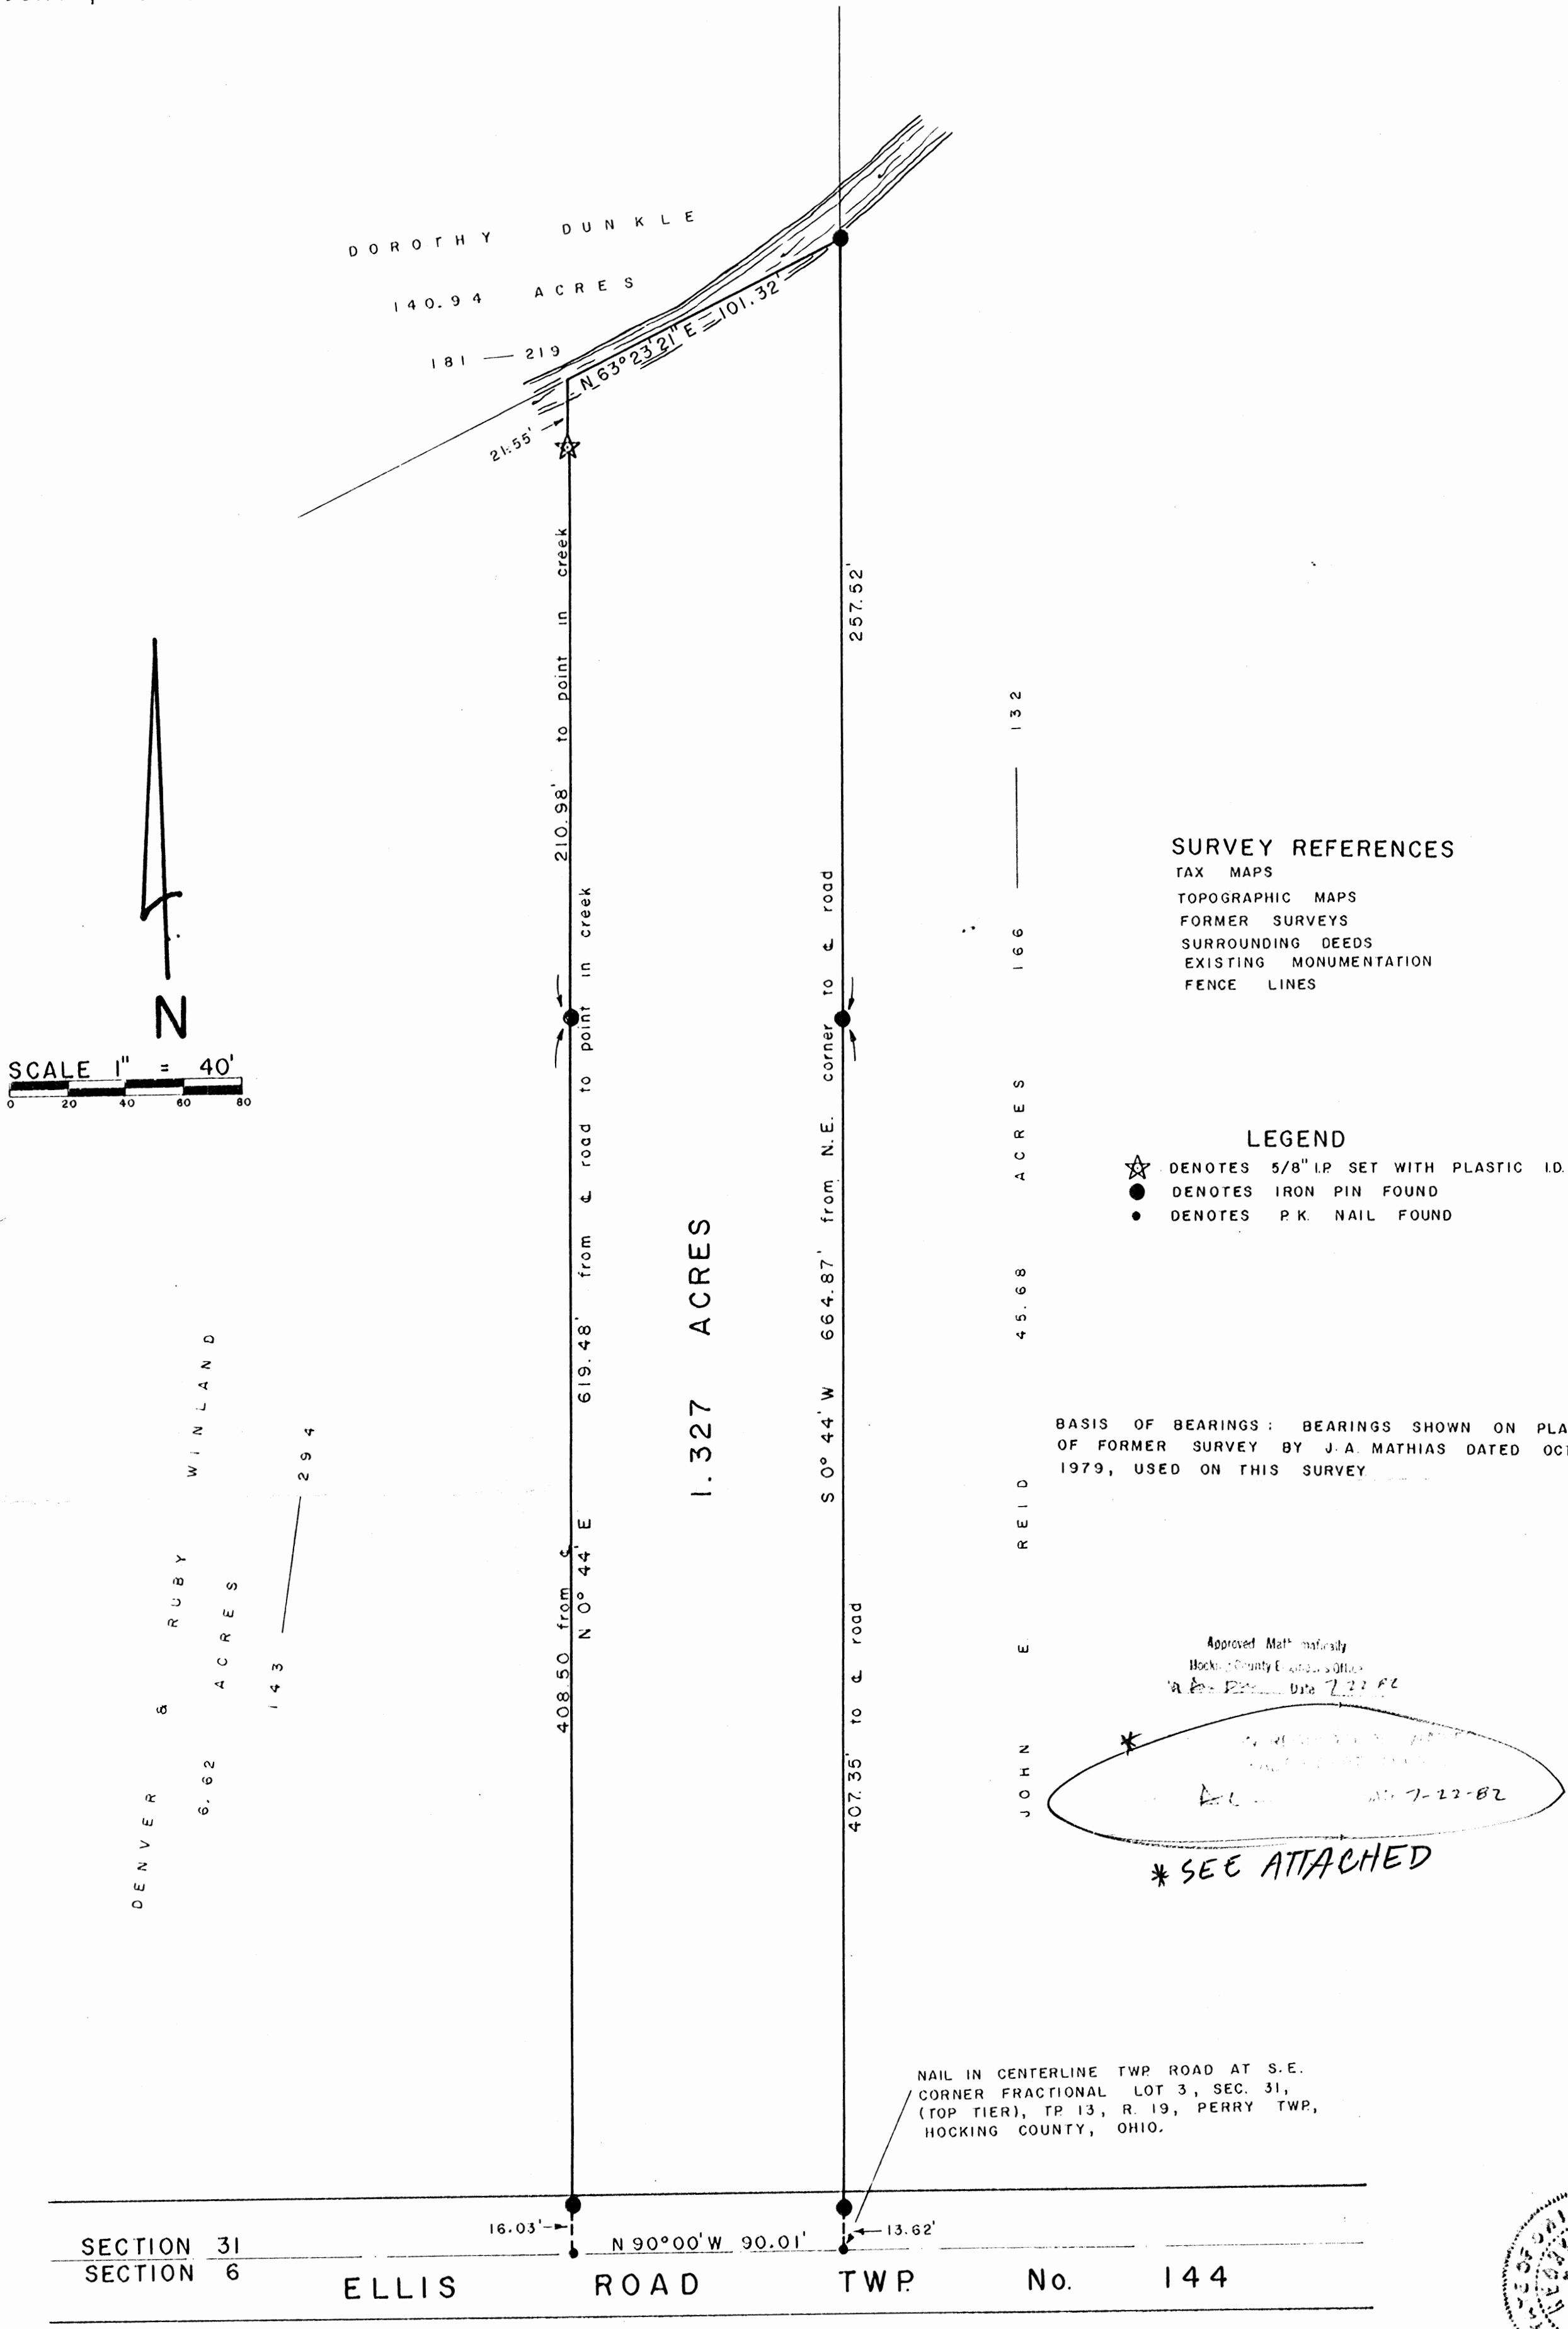 DOROTHY DUNKLE
140.94 ACRES
181 — 219
N 63°23'21" E = 101.32'
21.55'
210.98' to point in creek
257.52'
132
166
SURVEY REFERENCES
TAX MAPS
TOPOGRAPHIC MAPS
FORMER SURVEYS
SURROUNDING DEEDS
EXISTING MONUMENTATION
FENCE LINES
N
SCALE 1" = 40'
0 20 40 60 80
N 0° 44' E 619.48' from ℄ road to point in creek
S 0° 44' W 664.87' from N.E. corner to ℄ road
1.327 ACRES
JOHN E REID 45.68 ACRES
LEGEND
DENOTES 5/8" I.P. SET WITH PLASTIC I.D.
DENOTES IRON PIN FOUND
DENOTES P.K. NAIL FOUND
DENVER & RUBY WINLAND
6.62 ACRES
143 — 294
BASIS OF BEARINGS: BEARINGS SHOWN ON
OF FORMER SURVEY BY J.A. MATHIAS DATED
1979, USED ON THIS SURVEY
408.50 from ℄
407.35' to ℄ road
Approved
Hocking County
Date 7 22 82
*
7-22-82
* SEE ATTACHED
NAIL IN CENTERLINE TWP. ROAD AT S.E.
CORNER FRACTIONAL LOT 3, SEC. 31,
(TOP TIER), TP. 13, R. 19, PERRY TWP.,
HOCKING COUNTY, OHIO.
16.03'
13.62'
N 90°00' W 90.01'
SECTION 31
SECTION 6
ELLIS ROAD TWP. No. 144